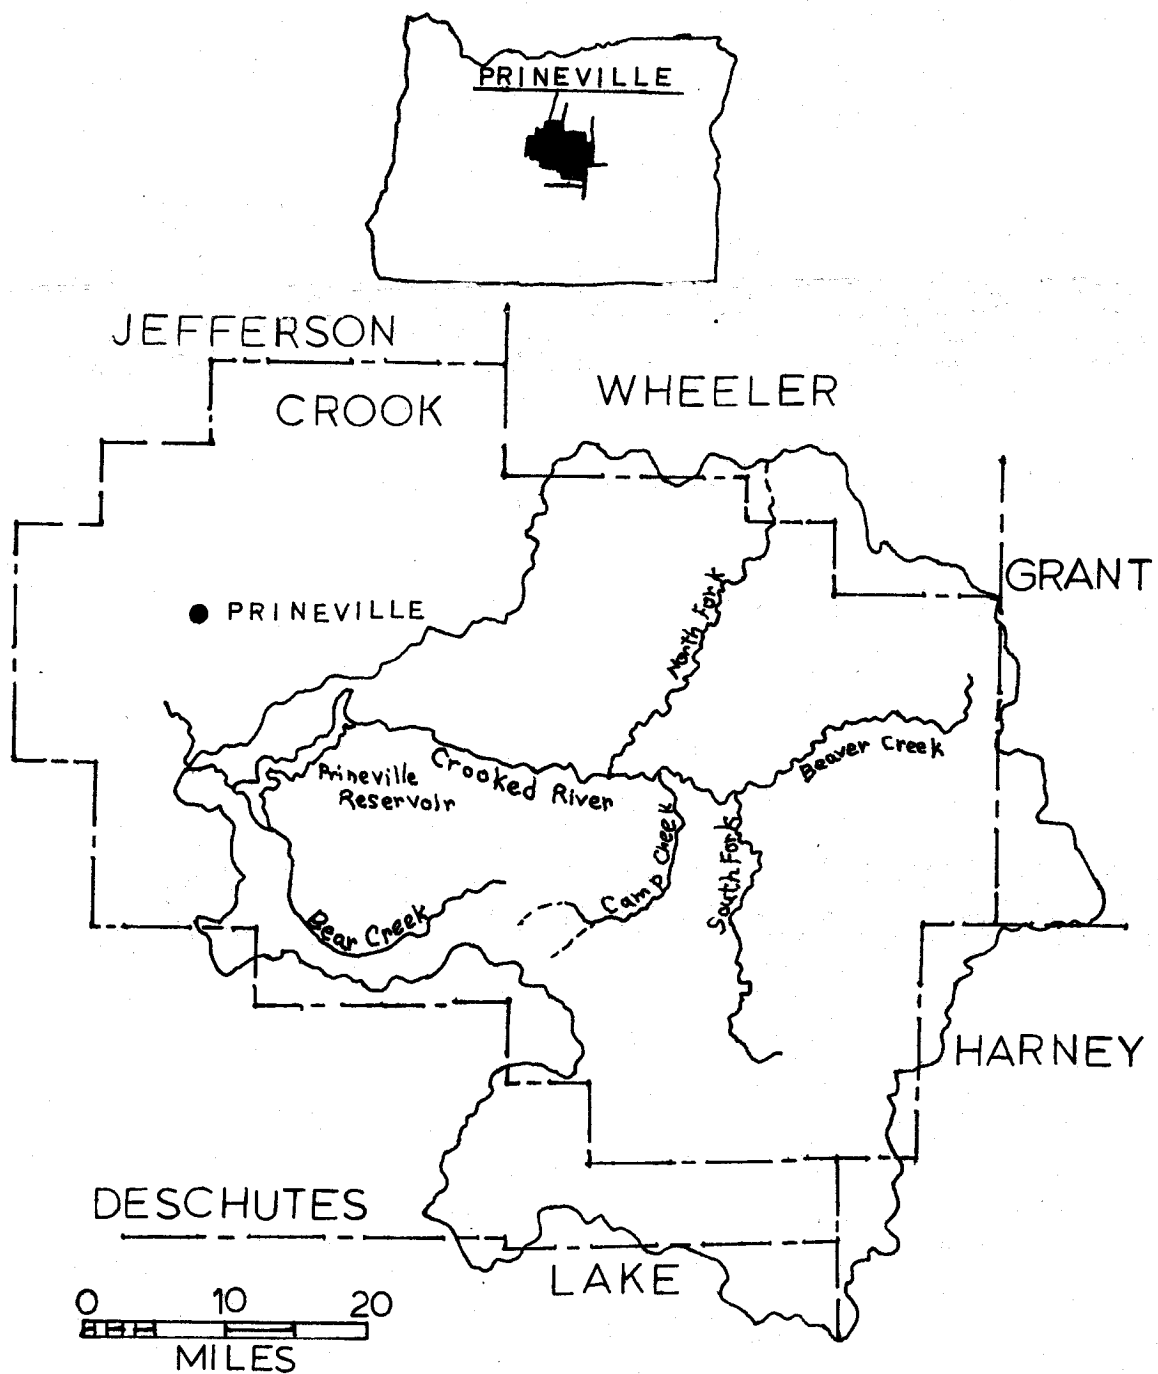 PRINEVILLE
JEFFERSON
CROOK
WHEELER
GRANT
PRINEVILLE
North Fork
Beaver Creek
Crooked River
Prineville
Reservoir
Camp Cheek
South Fork
Bear Creek
HARNEY
DESCHUTES
LAKE
0 10 20
MILES